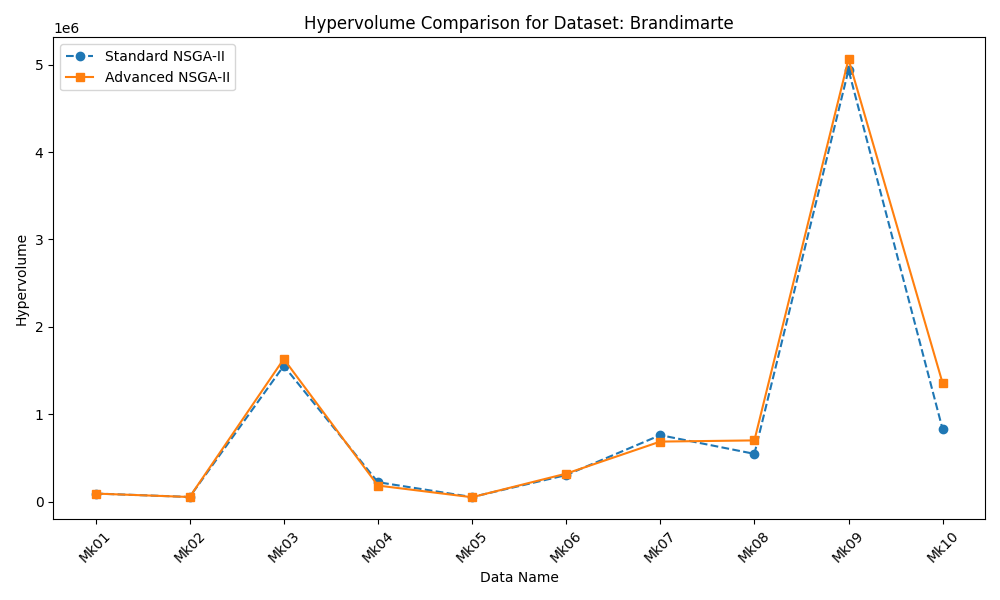 Hypervolume Comparison for Dataset: Brandimarte
1e6
Standard NSGA-II
Advanced NSGA-II
5
4
3
2
1
0
Hypervolume
Mk01 Mk02 Mk03 Mk04 Mk05 Mk06 Mk07 Mk08 Mk09 Mk10
Data Name